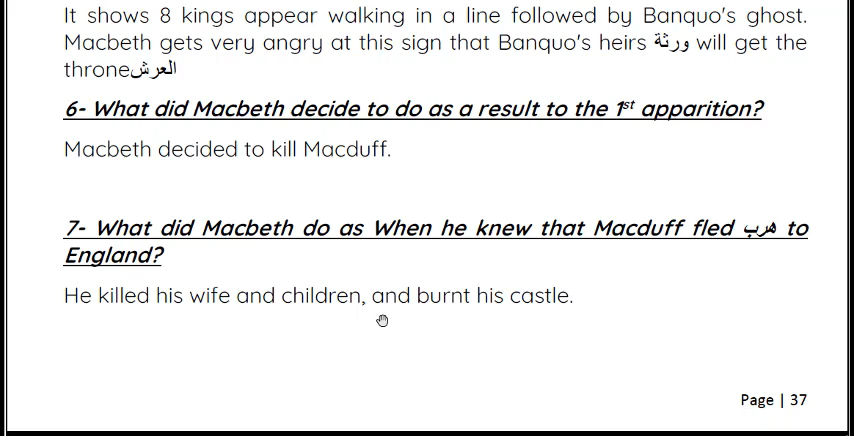 It shows 8 kings appear walking in a line followed by Banquo's ghost.
Macbeth gets very angry at this sign that Banquo's heirs ورثة will get the
throneالعرش
6- What did Macbeth decide to do as a result to the 1st apparition?
Macbeth decided to kill Macduff.
7- What did Macbeth do as When he knew that Macduff fled هرب to
England?
He killed his wife and children, and burnt his castle.
Page | 37